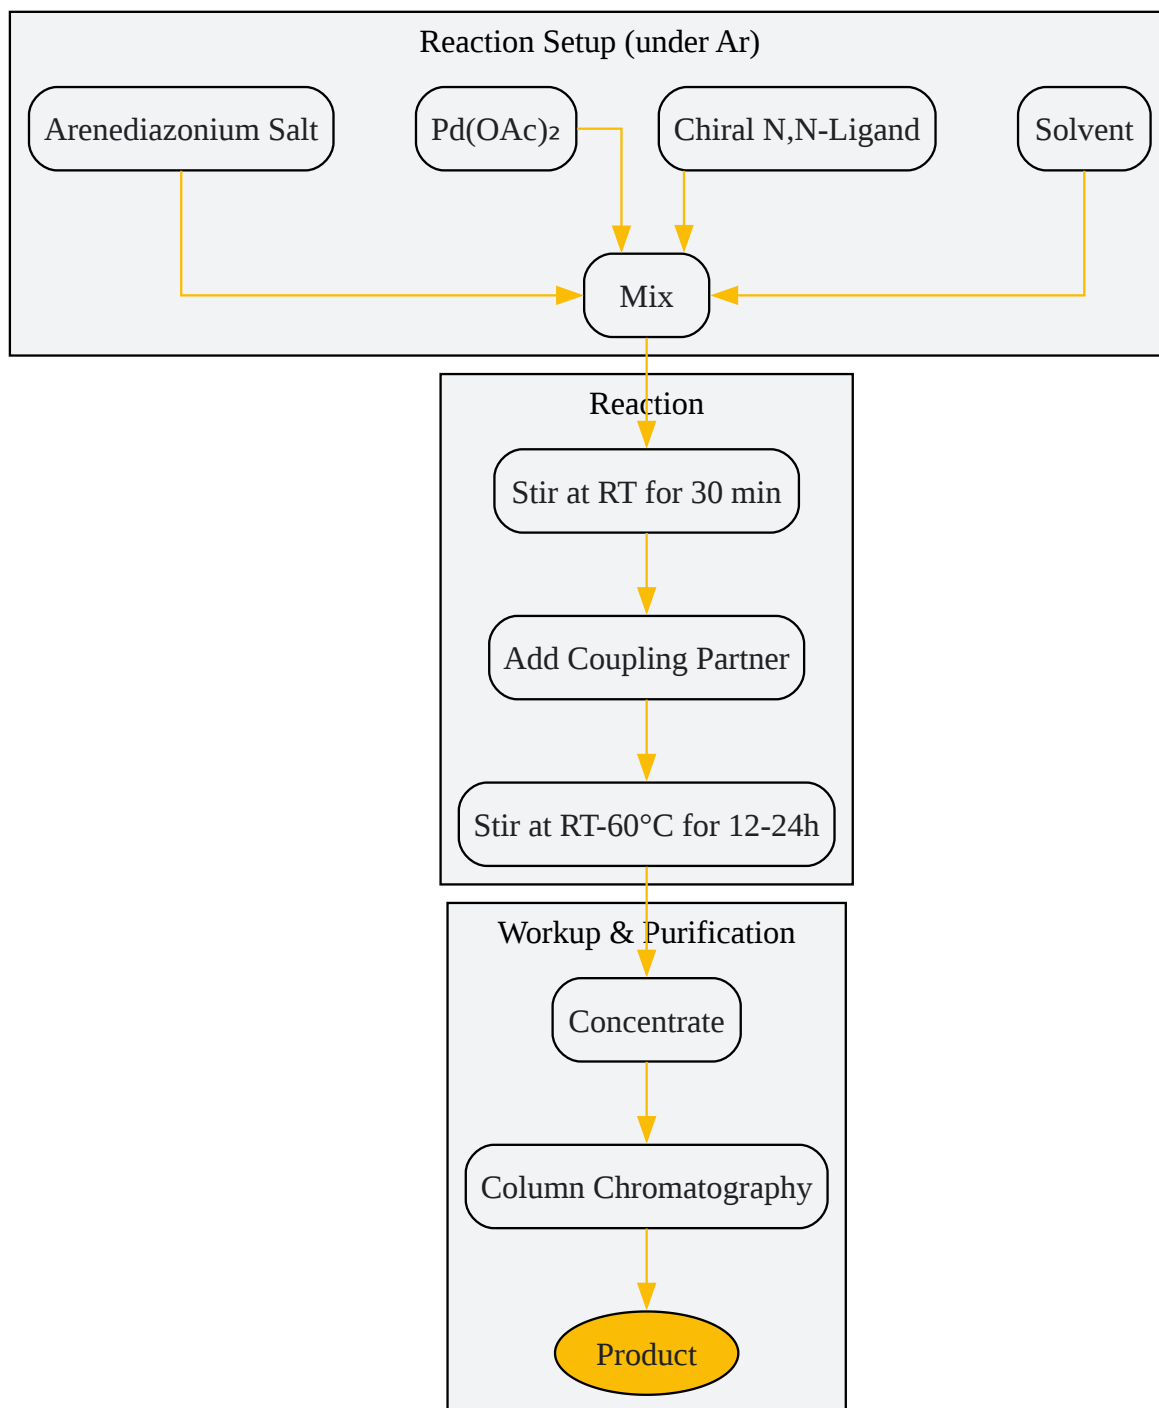 Reaction Setup (under Ar)
Arenediazonium Salt
Pd(OAc)₂
Chiral N,N-Ligand
Solvent
Mix
Reaction
Stir at RT for 30 min
Add Coupling Partner
Stir at RT-60°C for 12-24h
Workup & Purification
Concentrate
Column Chromatography
Product